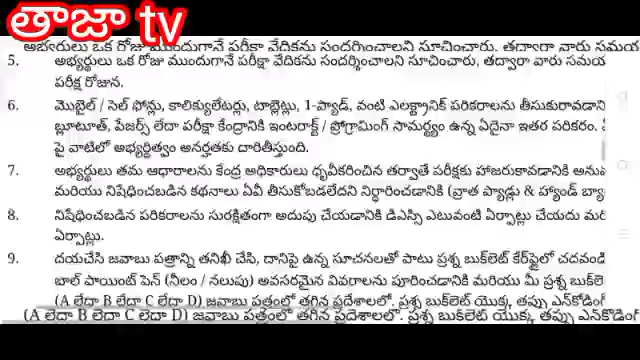 తాజా tv
అభ్యర్థులు ఒక రోజు ముందుగానే పరీక్షా వేదికను సందర్శించాలని సూచించారు, తద్వారా వారు సమయ
5. అభ్యర్థులు ఒక రోజు ముందుగానే పరీక్షా వేదికను సందర్శించాలని సూచించారు, తద్వారా వారు సమయ
పరీక్ష రోజున.
6. మొబైల్ / సెల్ ఫోన్లు, కాలిక్యులేటర్లు, టాబ్లెట్లు, 1-ప్యాడ్, వంటి ఎలక్ట్రానిక్ పరికరాలను తీసుకురావడాని
బ్లూటూత్, పేజర్స్ లేదా పరీక్షా కేంద్రానికి ఇంటరాక్ట్ / ప్రోగ్రామింగ్ సామర్థ్యం ఉన్న ఏదైనా ఇతర పరికరం.
పై వాటిలో అభ్యర్థిత్వం అనర్హతకు దారితీస్తుంది.
7. అభ్యర్థులు తమ ఆధారాలను కేంద్ర అధికారులు ధృవీకరించిన తర్వాతే పరీక్షకు హాజరుకావడానికి అను
మరియు నిషేధించబడిన కథనాలు ఏవీ తీసుకోబడలేదని నిర్ధారించడానికి (వ్రాత ప్యాడ్లు & హ్యాండ్ బ్యా
8. నిషేధించబడిన పరికరాలను సురక్షితంగా అదుపు చేయడానికి డిఎస్సి ఎటువంటి ఏర్పాట్లు చేయదు మరి
ఏర్పాట్లు.
9. దయచేసి జవాబు పత్రాన్ని తనిఖీ చేసి, దానిపై ఉన్న సూచనలతో పాటు ప్రశ్న బుక్‌లెట్ కేర్‌ఫ్లైలో చదవండి
బాల్ పాయింట్ పెన్ (నీలం / నలుపు) అవసరమైన వివరాలను పూరించడానికి మరియు మీ ప్రశ్న బుక్‌లె
(A లేదా B లేదా C లేదా D) జవాబు పత్రంలో తగిన ప్రదేశాలలో. ప్రశ్న బుక్‌లెట్ యొక్క తప్పు ఎన్‌కోడింగ్
(A లేదా B లేదా C లేదా D) జవాబు పత్రంలో తగిన ప్రదేశాలలో. ప్రశ్న బుక్‌లెట్ యొక్క తప్పు ఎన్‌కోడింగ్